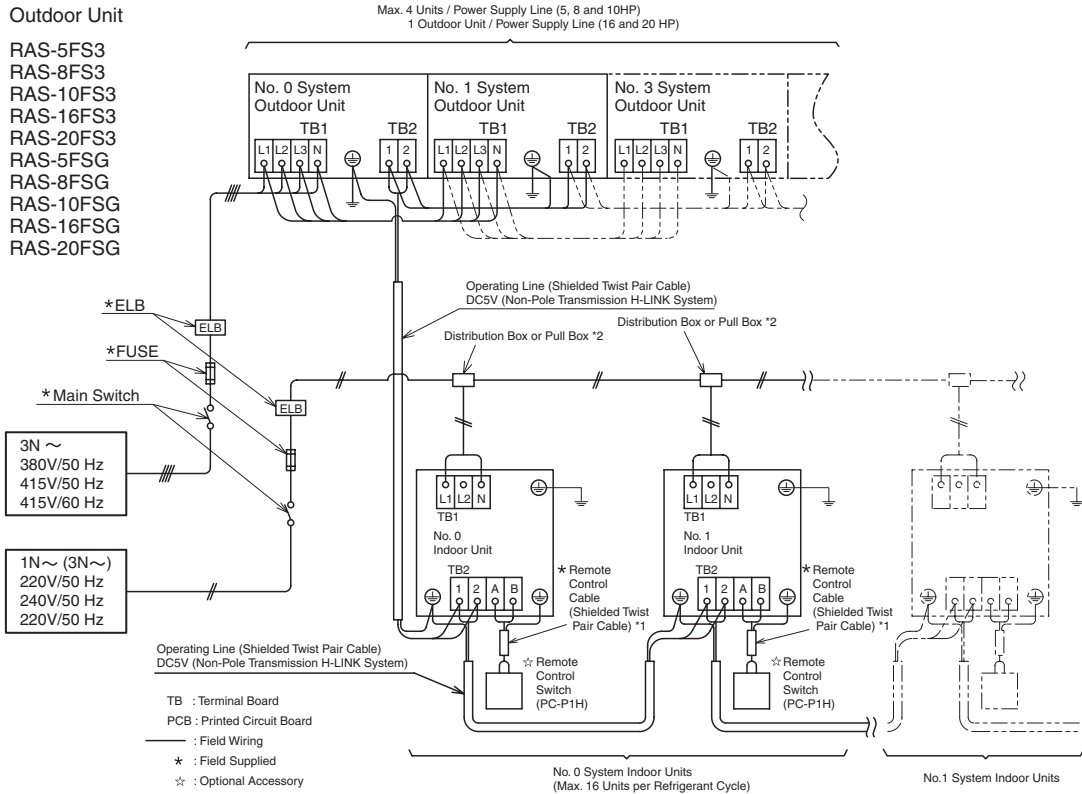 Outdoor Unit
RAS-5FS3
RAS-8FS3
RAS-10FS3
RAS-16FS3
RAS-20FS3
RAS-5FSG
RAS-8FSG
RAS-10FSG
RAS-16FSG
RAS-20FSG
Max. 4 Units / Power Supply Line (5, 8 and 10HP)
1 Outdoor Unit / Power Supply Line (16 and 20 HP)
No. 0 System
Outdoor Unit
TB1 TB2
L1 L2 L3 N 1 2
No. 1 System
Outdoor Unit
TB1 TB2
L1 L2 L3 N 1 2
No. 3 System
Outdoor Unit
TB1 TB2
L1 L2 L3 N 1 2
Operating Line (Shielded Twist Pair Cable)
DC5V (Non-Pole Transmission H-LINK System)
Distribution Box or Pull Box *2
Distribution Box or Pull Box *2
*ELB
ELB
*FUSE
ELB
*Main Switch
3N ~
380V/50 Hz
415V/50 Hz
415V/60 Hz
1N~ (3N~)
220V/50 Hz
240V/50 Hz
220V/50 Hz
L1 L2 N
TB1
No. 0
Indoor Unit
TB2
1 2 A B
* Remote
Control
Cable
(Shielded Twist
Pair Cable) *1
☆ Remote
Control
Switch
(PC-P1H)
L1 L2 N
TB1
No. 1
Indoor Unit
TB2
1 2 A B
* Remote
Control
Cable
(Shielded Twist
Pair Cable) *1
☆ Remote
Control
Switch
(PC-P1H)
Operating Line (Shielded Twist Pair Cable)
DC5V (Non-Pole Transmission H-LINK System)
TB : Terminal Board
PCB : Printed Circuit Board
: Field Wiring
* : Field Supplied
☆ : Optional Accessory
No. 0 System Indoor Units
(Max. 16 Units per Refrigerant Cycle)
No.1 System Indoor Units